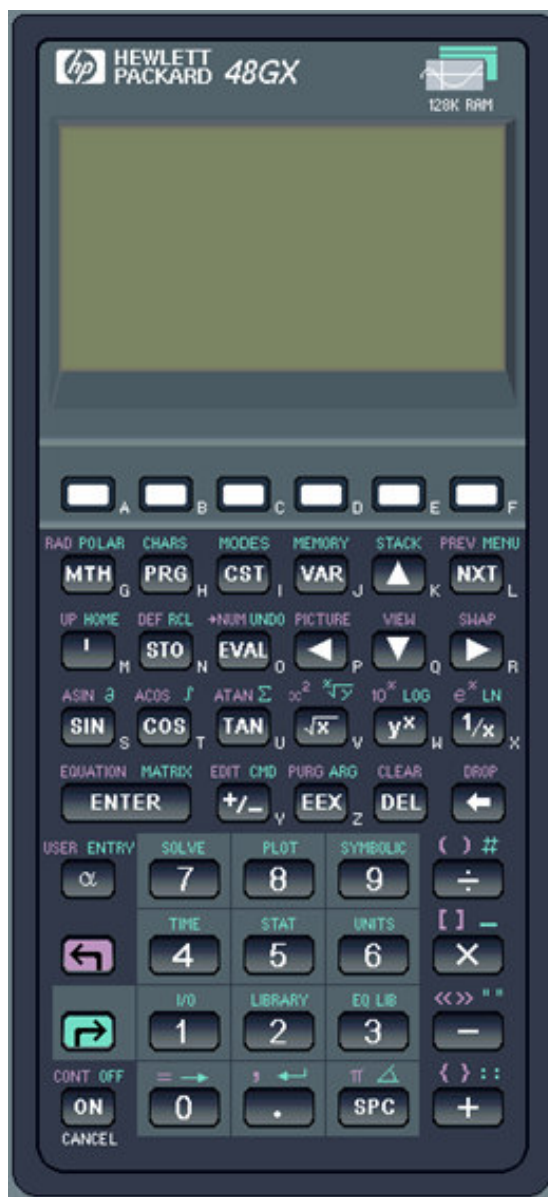 hp HEWLETT PACKARD 48GX
128K RAM
A B C D E F
RAD POLAR CHARS MODES MEMORY STACK PREV MENU
MTH G PRG H CST I VAR J ▲ K NXT L
UP HOME DEF RCL →NUM UNDO PICTURE VIEW SWAP
' M STO N EVAL O ◀ P ▼ Q ▶ R
ASIN ∂ ACOS ∫ ATAN Σ x² ˣ√y 10ˣ LOG eˣ LN
SIN S COS T TAN U √x V yˣ W 1/x X
EQUATION MATRIX EDIT CMD PURG ARG CLEAR DROP
ENTER +/− Y EEX Z DEL ←
USER ENTRY SOLVE PLOT SYMBOLIC ( ) #
α 7 8 9 ÷
TIME STAT UNITS [ ] _
↰ 4 5 6 ×
I/O LIBRARY EQ LIB «» " "
↱ 1 2 3 −
CONT OFF = → , ↵ π ∠ { } : :
ON 0 . SPC +
CANCEL